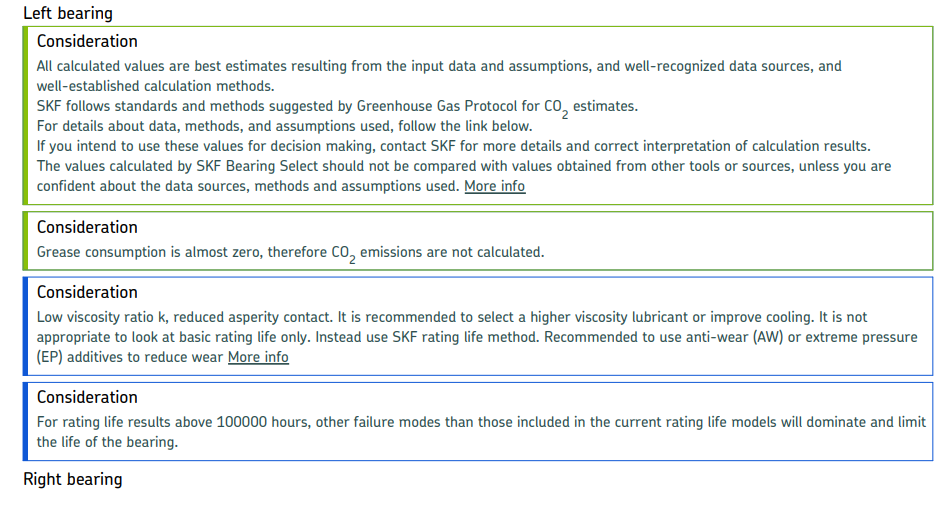 Left bearing
Consideration
All calculated values are best estimates resulting from the input data and assumptions, and well-recognized data sources, and
well-established calculation methods.
SKF follows standards and methods suggested by Greenhouse Gas Protocol for CO2 estimates.
For details about data, methods, and assumptions used, follow the link below.
If you intend to use these values for decision making, contact SKF for more details and correct interpretation of calculation results.
The values calculated by SKF Bearing Select should not be compared with values obtained from other tools or sources, unless you are
confident about the data sources, methods and assumptions used. More info
Consideration
Grease consumption is almost zero, therefore CO2 emissions are not calculated.
Consideration
Low viscosity ratio k, reduced asperity contact. It is recommended to select a higher viscosity lubricant or improve cooling. It is not
appropriate to look at basic rating life only. Instead use SKF rating life method. Recommended to use anti-wear (AW) or extreme pressure
(EP) additives to reduce wear More info
Consideration
For rating life results above 100000 hours, other failure modes than those included in the current rating life models will dominate and limit
the life of the bearing.
Right bearing